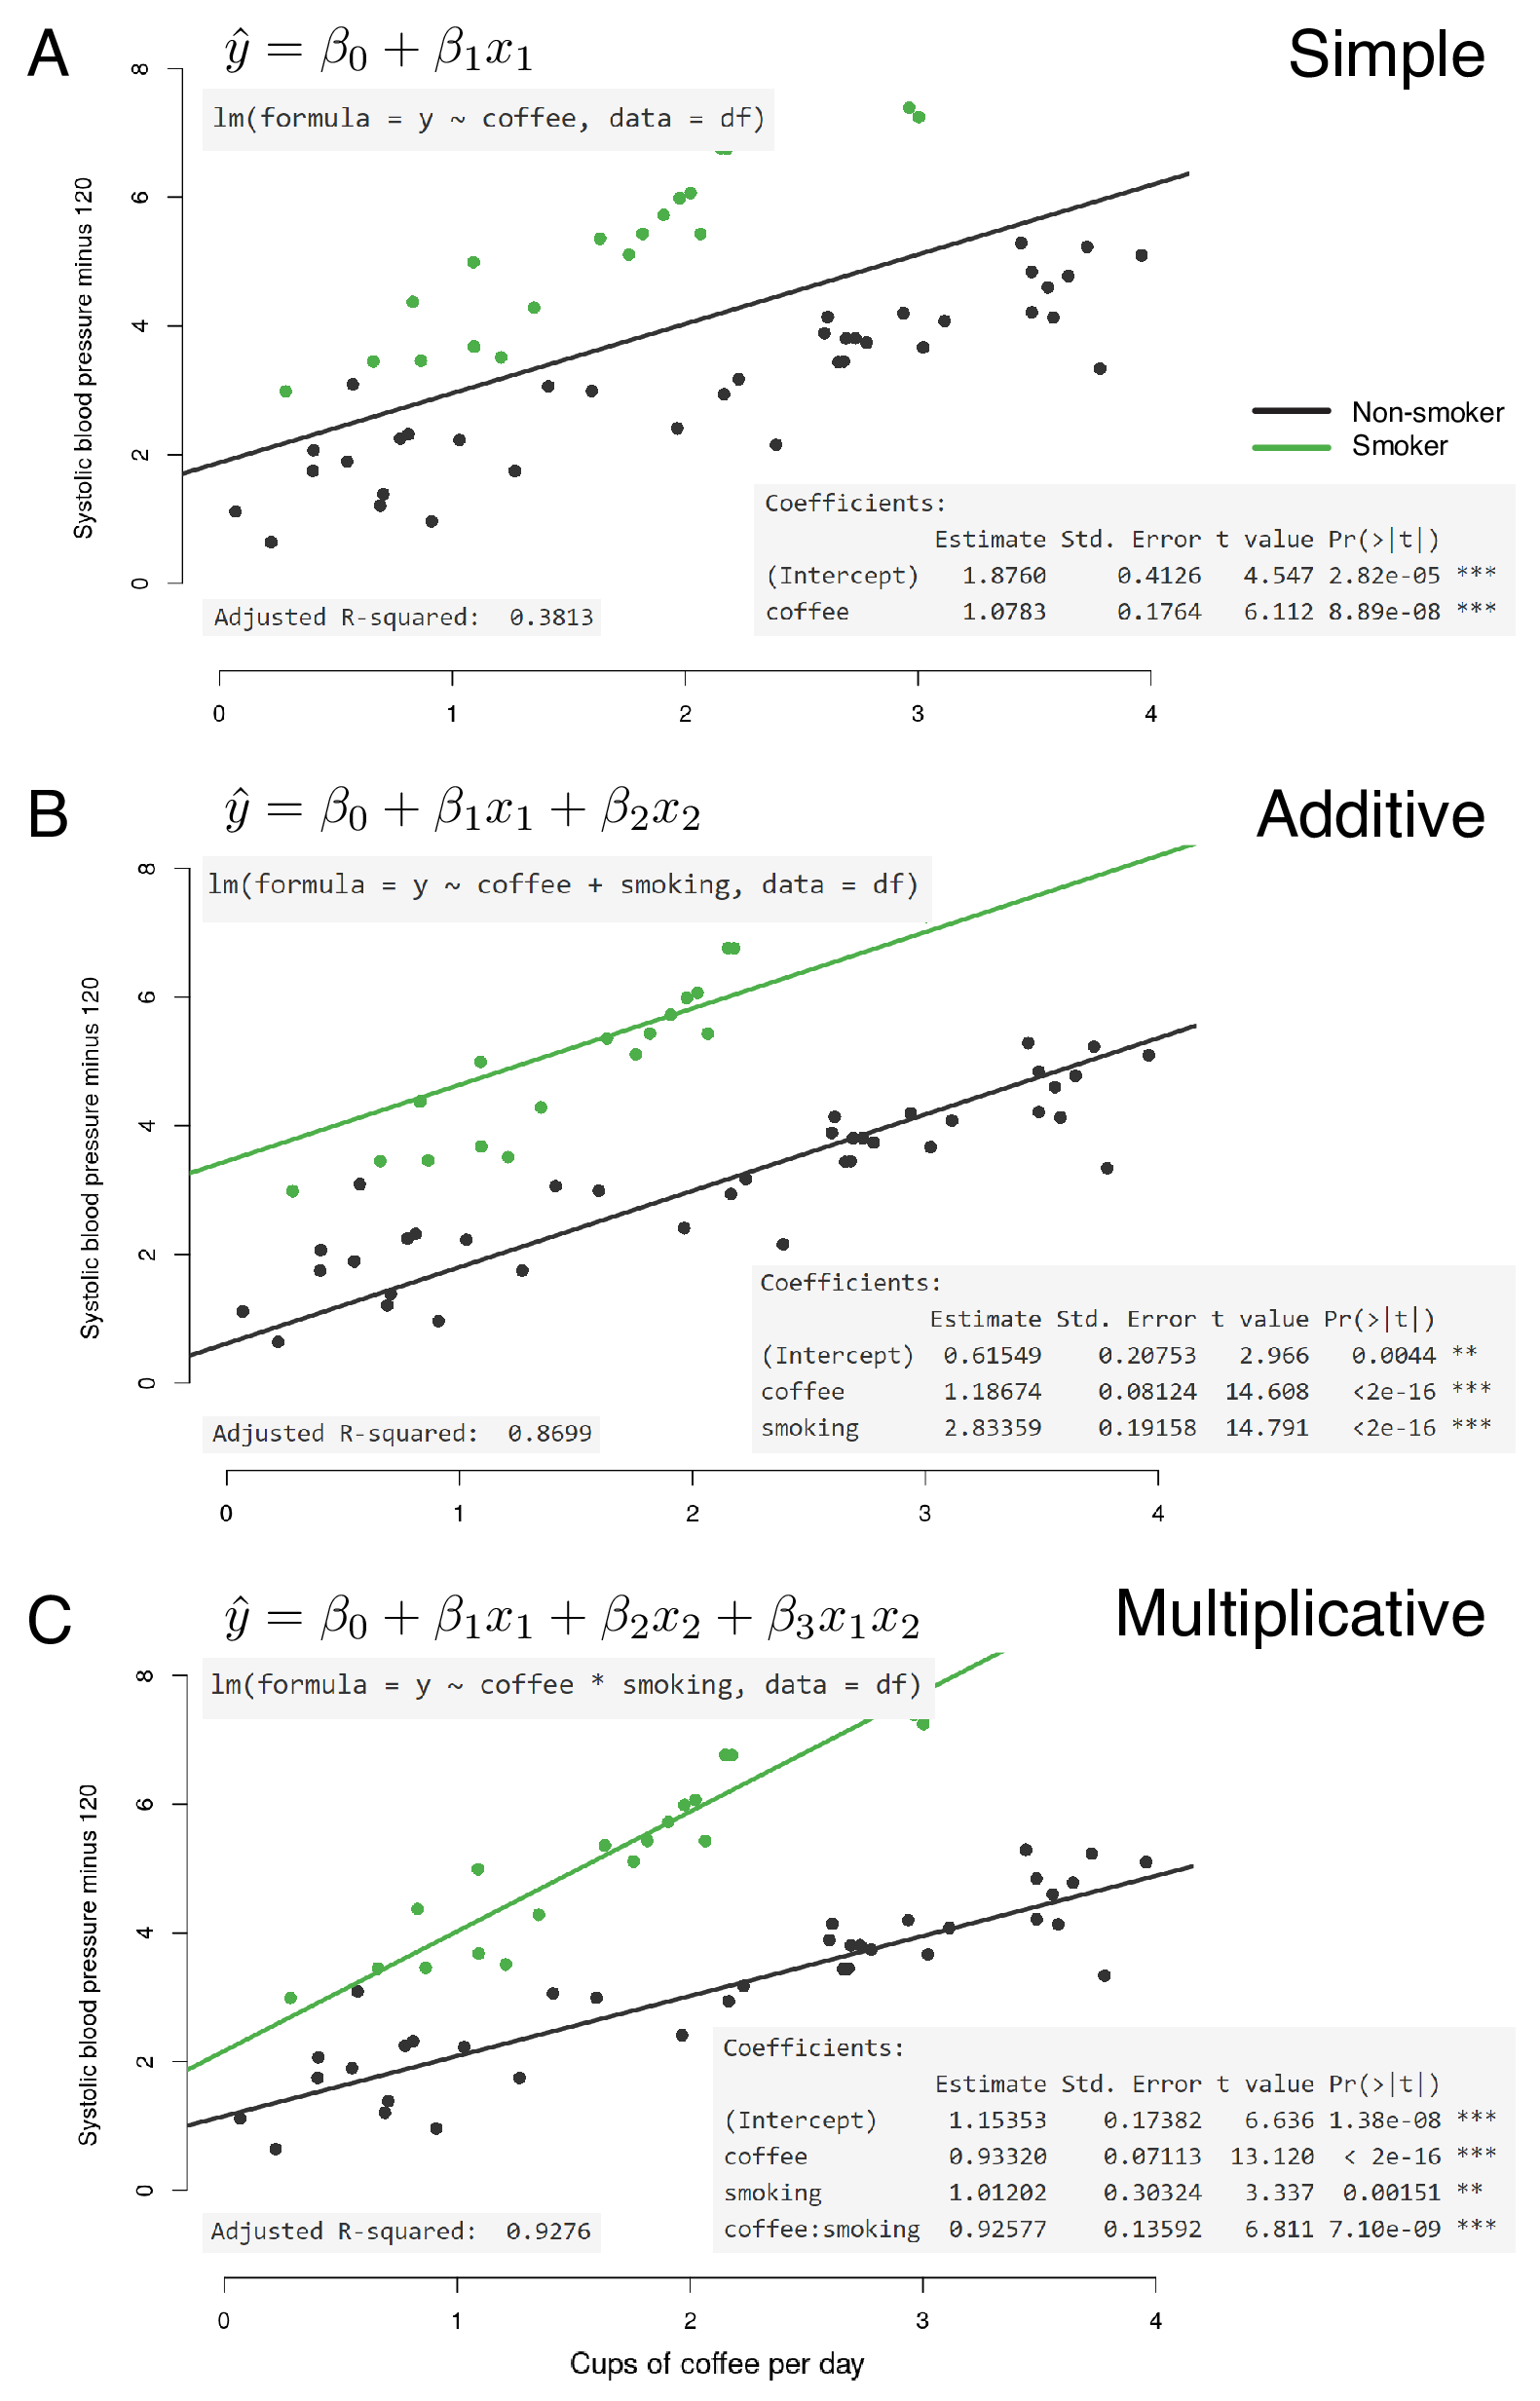 A
Simple
ŷ = β₀ + β₁x₁
lm(formula = y ~ coffee, data = df)
Systolic blood pressure minus 120
8
6
4
2
0
Non-smoker
Smoker
Coefficients:
Estimate Std. Error t value Pr(>|t|)
(Intercept) 1.8760 0.4126 4.547 2.82e-05 ***
coffee 1.0783 0.1764 6.112 8.89e-08 ***
Adjusted R-squared: 0.3813
0 1 2 3 4
B
Additive
ŷ = β₀ + β₁x₁ + β₂x₂
lm(formula = y ~ coffee + smoking, data = df)
Systolic blood pressure minus 120
8
6
4
2
0
Coefficients:
Estimate Std. Error t value Pr(>|t|)
(Intercept) 0.61549 0.20753 2.966 0.0044 **
coffee 1.18674 0.08124 14.608 <2e-16 ***
smoking 2.83359 0.19158 14.791 <2e-16 ***
Adjusted R-squared: 0.8699
0 1 2 3 4
C
Multiplicative
ŷ = β₀ + β₁x₁ + β₂x₂ + β₃x₁x₂
lm(formula = y ~ coffee * smoking, data = df)
Systolic blood pressure minus 120
8
6
4
2
0
Coefficients:
Estimate Std. Error t value Pr(>|t|)
(Intercept) 1.15353 0.17382 6.636 1.38e-08 ***
coffee 0.93320 0.07113 13.120 < 2e-16 ***
smoking 1.01202 0.30324 3.337 0.00151 **
coffee:smoking 0.92577 0.13592 6.811 7.10e-09 ***
Adjusted R-squared: 0.9276
0 1 2 3 4
Cups of coffee per day